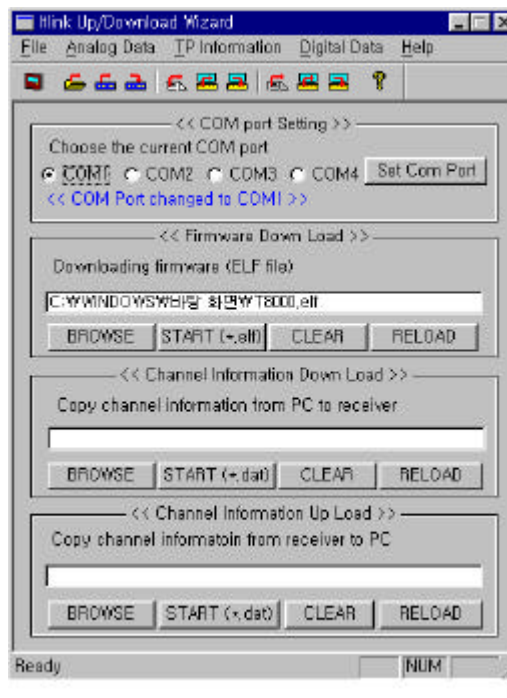 Hlink Up/Download Wizard
File Analog Data TP Information Digital Data Help
<< COM port Setting >>
Choose the current COM port
COM1 COM2 COM3 COM4 Set Com Port
<< COM Port changed to COM1 >>
<< Firmware Down Load >>
Downloading firmware (ELF file)
C:₩WINDOWS₩바탕 화면₩T8000.elf
BROWSE START (*.elf) CLEAR RELOAD
<< Channel Information Down Load >>
Copy channel information from PC to receiver
BROWSE START (*.dat) CLEAR RELOAD
<< Channel Information Up Load >>
Copy channel informatoin from receiver to PC
BROWSE START (*.dat) CLEAR RELOAD
Ready NUM